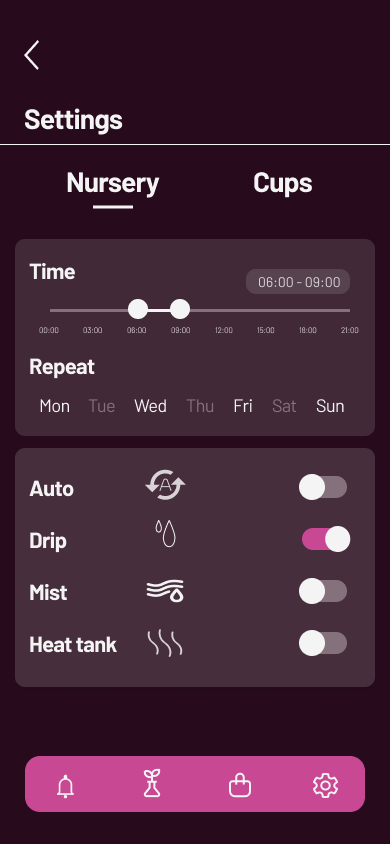 Settings
Nursery Cups
Time
06:00 - 09:00
00:00 03:00 06:00 09:00 12:00 15:00 18:00 21:00
Repeat
Mon Tue Wed Thu Fri Sat Sun
Auto A
Drip
Mist
Heat tank